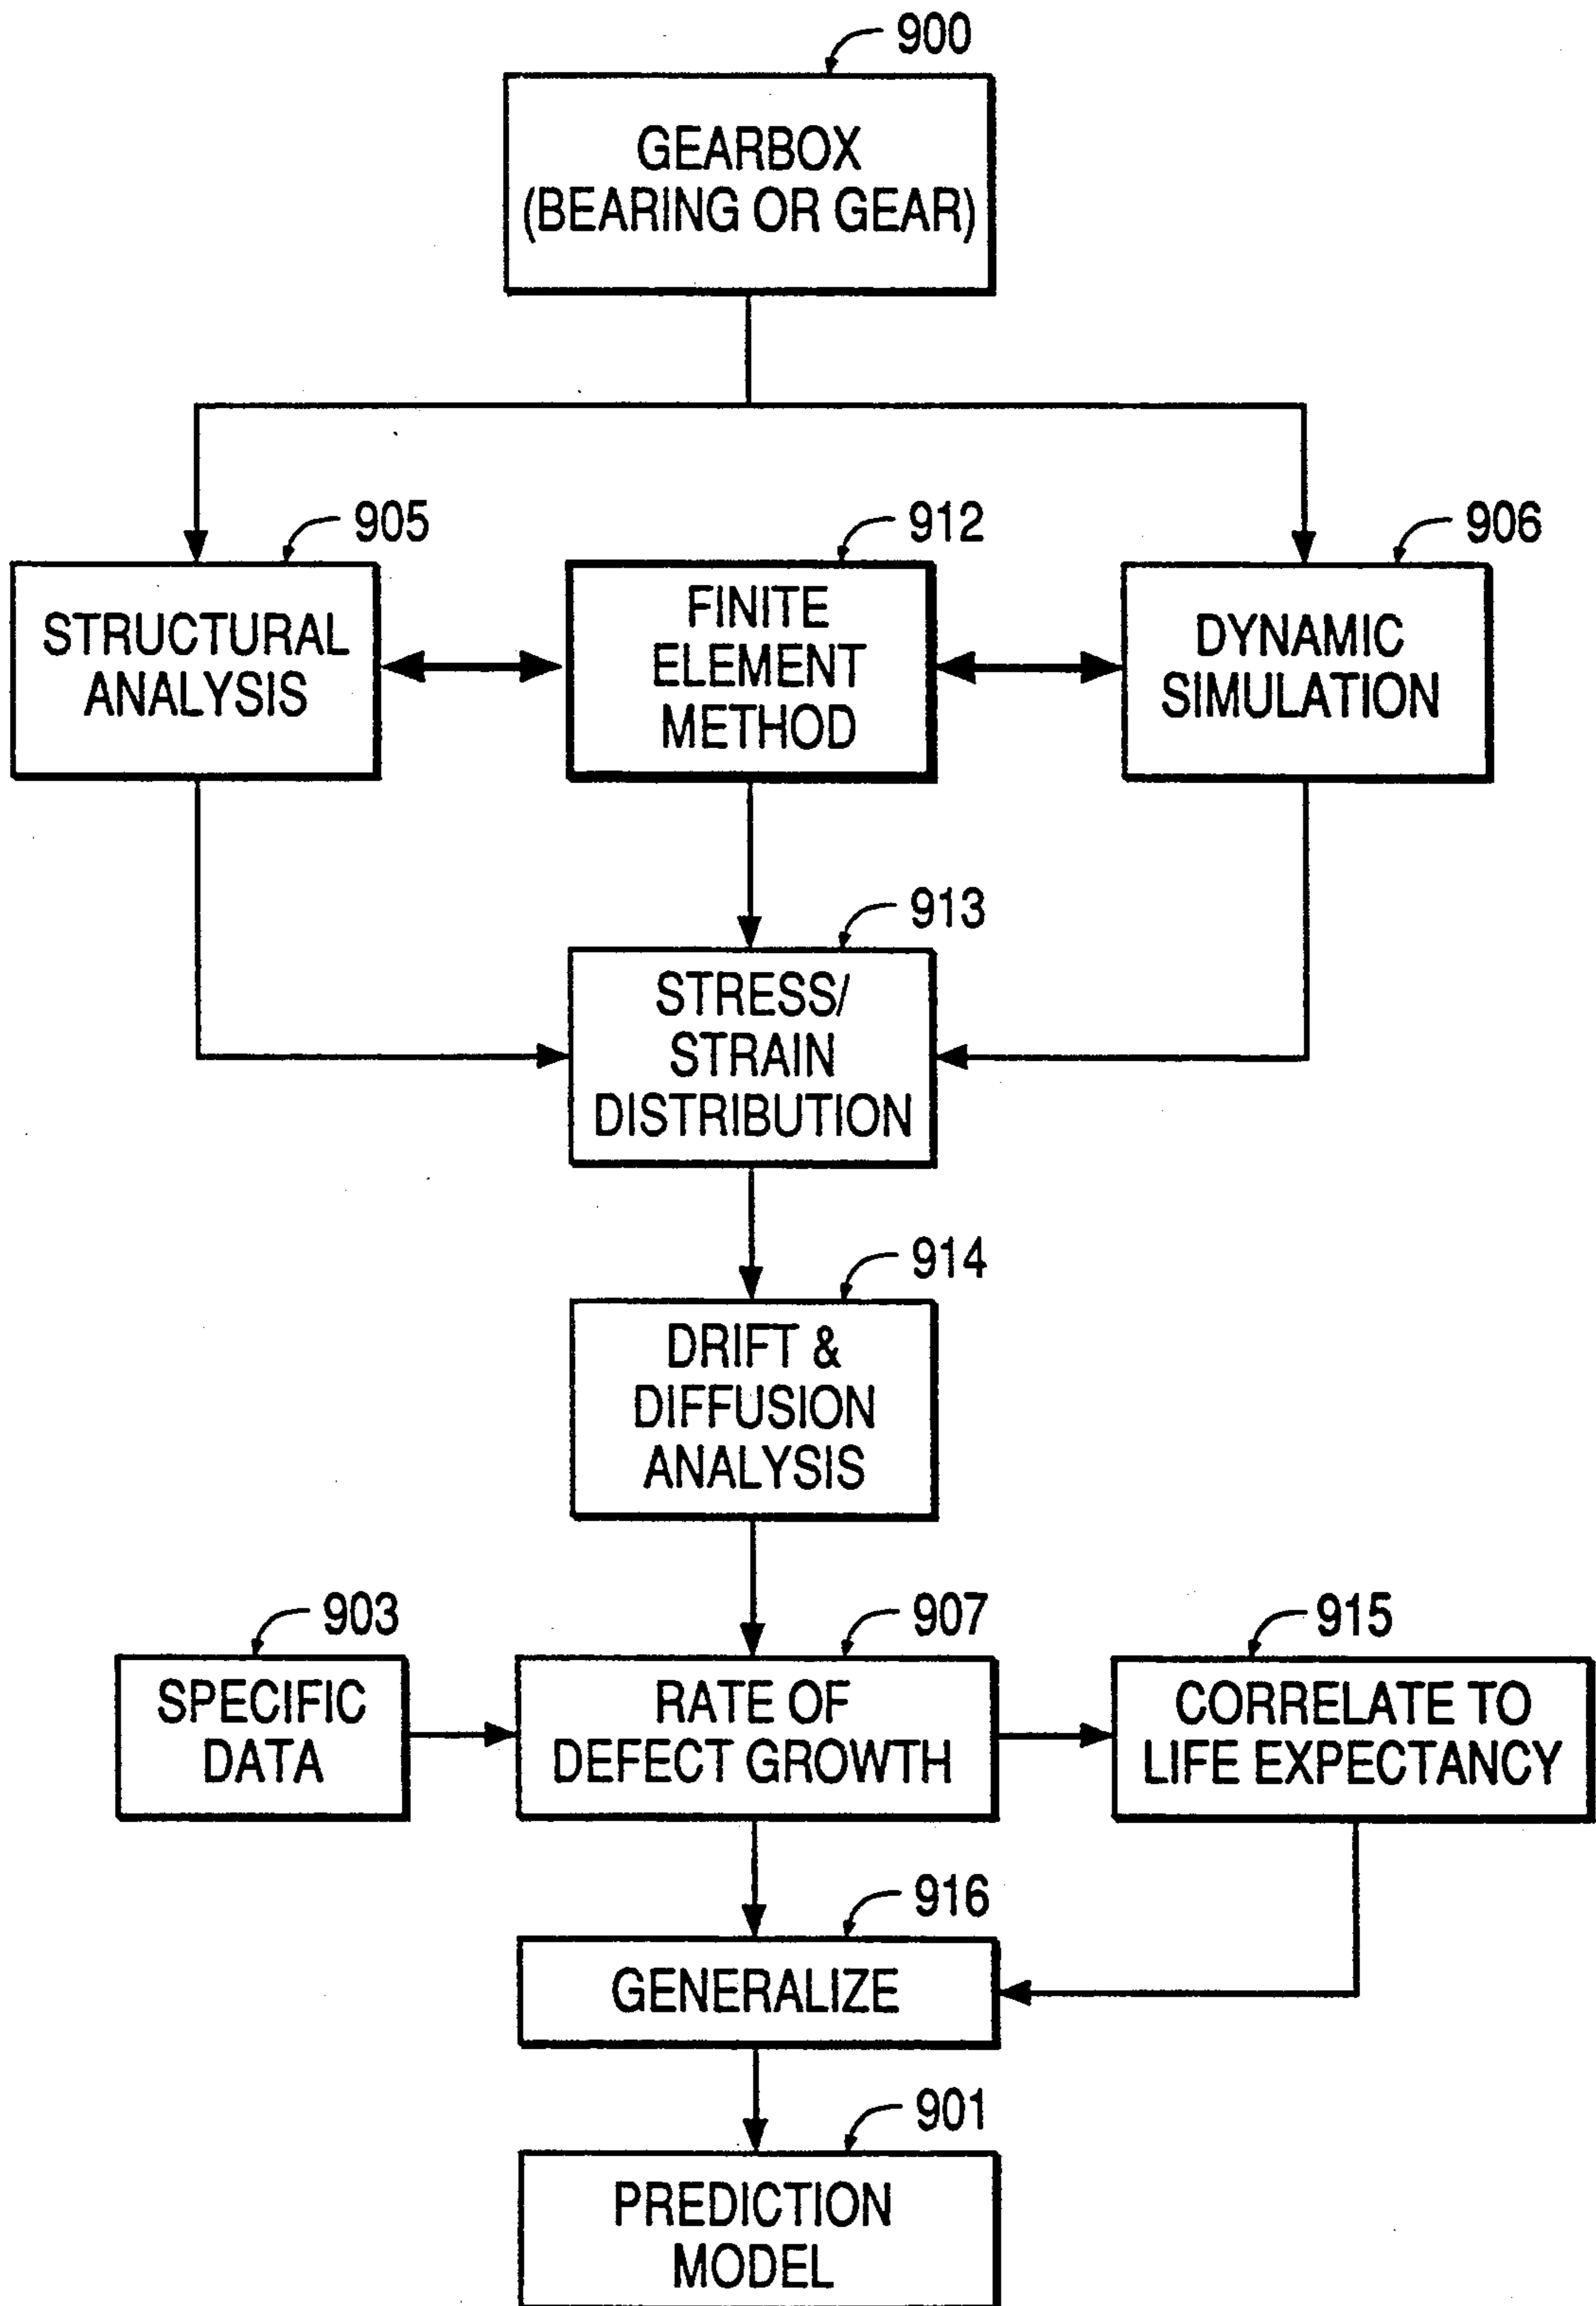 900
GEARBOX
(BEARING OR GEAR)
905
STRUCTURAL
ANALYSIS
912
FINITE
ELEMENT
METHOD
906
DYNAMIC
SIMULATION
913
STRESS/
STRAIN
DISTRIBUTION
914
DRIFT &
DIFFUSION
ANALYSIS
903
SPECIFIC
DATA
907
RATE OF
DEFECT GROWTH
915
CORRELATE TO
LIFE EXPECTANCY
916
GENERALIZE
901
PREDICTION
MODEL